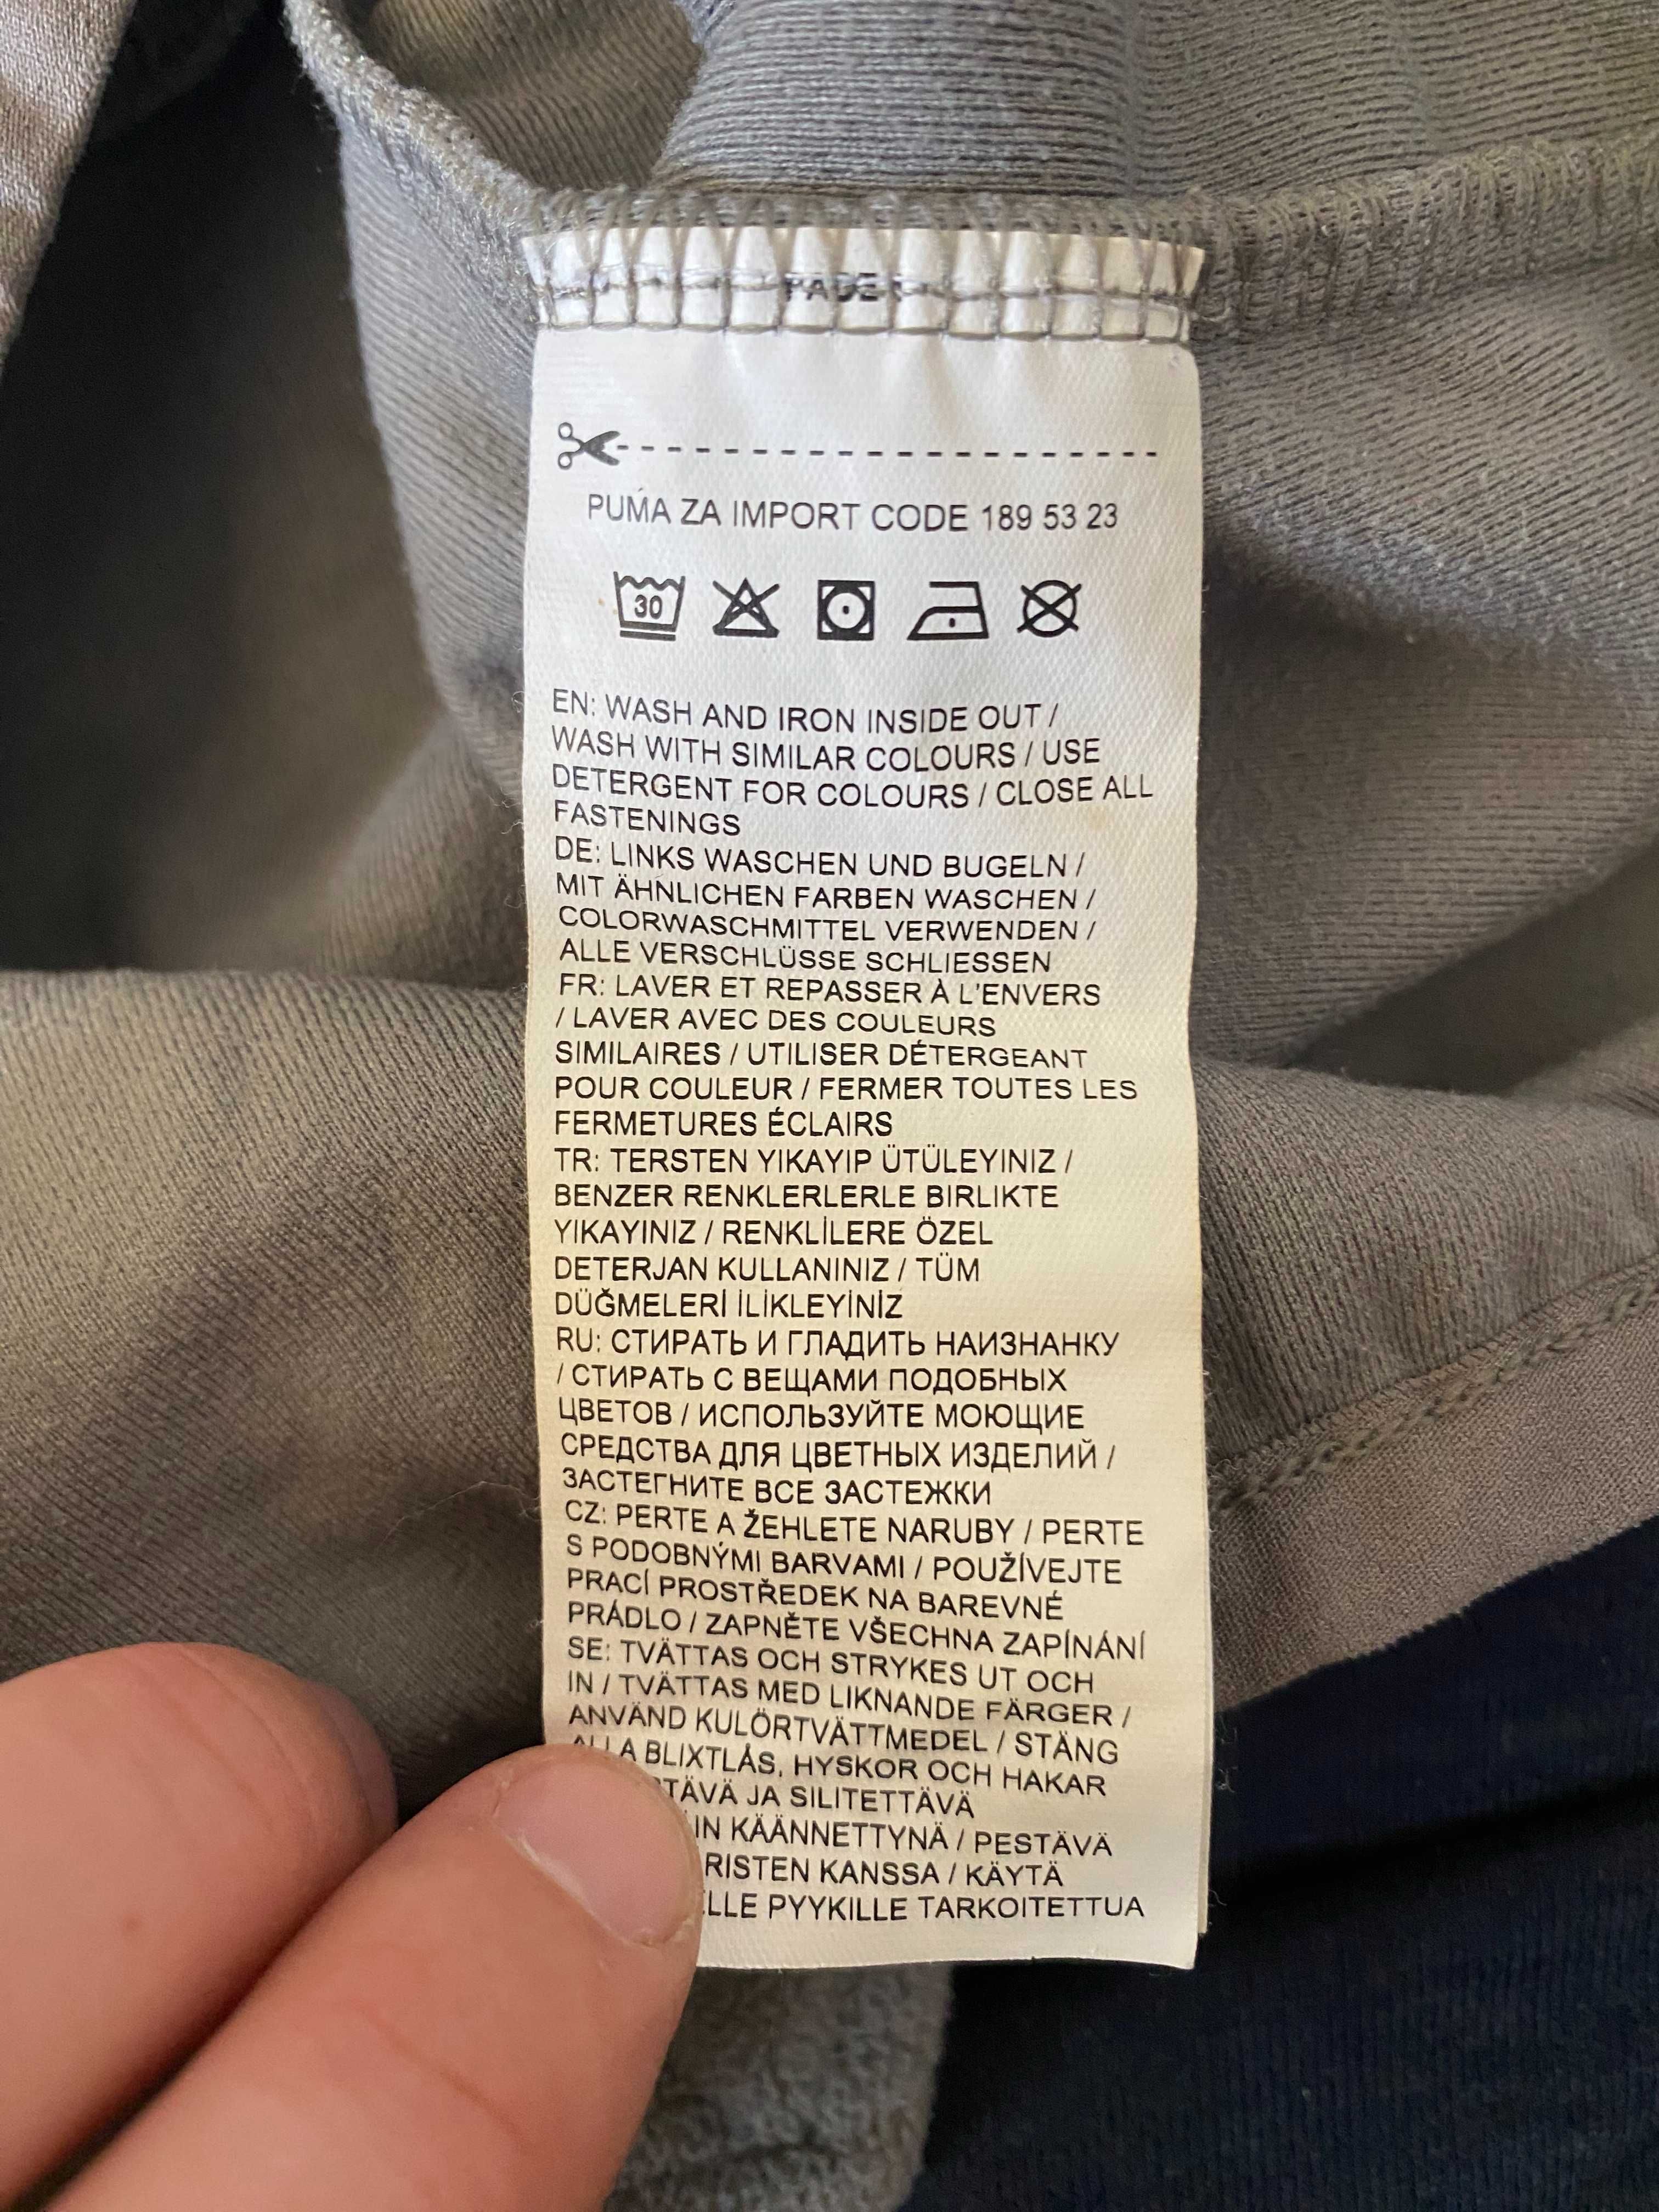 PUMA ZA IMPORT CODE 189 53 23
30
EN: WASH AND IRON INSIDE OUT /
WASH WITH SIMILAR COLOURS / USE
DETERGENT FOR COLOURS / CLOSE ALL
FASTENINGS
DE: LINKS WASCHEN UND BUGELN /
MIT ÄHNLICHEN FARBEN WASCHEN /
COLORWASCHMITTEL VERWENDEN /
ALLE VERSCHLÜSSE SCHLIESSEN
FR: LAVER ET REPASSER À L'ENVERS
/ LAVER AVEC DES COULEURS
SIMILAIRES / UTILISER DÉTERGEANT
POUR COULEUR / FERMER TOUTES LES
FERMETURES ÉCLAIRS
TR: TERSTEN YIKAYIP ÜTÜLEYINIZ /
BENZER RENKLERLERLE BIRLIKTE
YIKAYINIZ / RENKLİLERE ÖZEL
DETERJAN KULLANINIZ / TÜM
DÜĞMELERİ İLİKLEYİNİZ
RU: СТИРАТЬ И ГЛАДИТЬ НАИЗНАНКУ
/ СТИРАТЬ С ВЕЩАМИ ПОДОБНЫХ
ЦВЕТОВ / ИСПОЛЬЗУЙТЕ МОЮЩИЕ
СРЕДСТВА ДЛЯ ЦВЕТНЫХ ИЗДЕЛИЙ /
ЗАСТЕГНИТЕ ВСЕ ЗАСТЕЖКИ
CZ: PERTE A ŽEHLETE NARUBY / PERTE
S PODOBNÝMI BARVAMI / POUŽÍVEJTE
PRACÍ PROSTŘEDEK NA BAREVNÉ
PRÁDLO / ZAPNĚTE VŠECHNA ZAPÍNÁNÍ
SE: TVÄTTAS OCH STRYKES UT OCH
IN / TVÄTTAS MED LIKNANDE FÄRGER /
ANVÄND KULÖRTVÄTTMEDEL / STÄNG
ALLA BLIXTLÅS, HYSKOR OCH HAKAR
JA SILITETTÄVÄ
KÄÄNNETTYNÄ / PESTÄVÄ
KANSSA / KÄYTÄ
PYYKILLE TARKOITETTUA